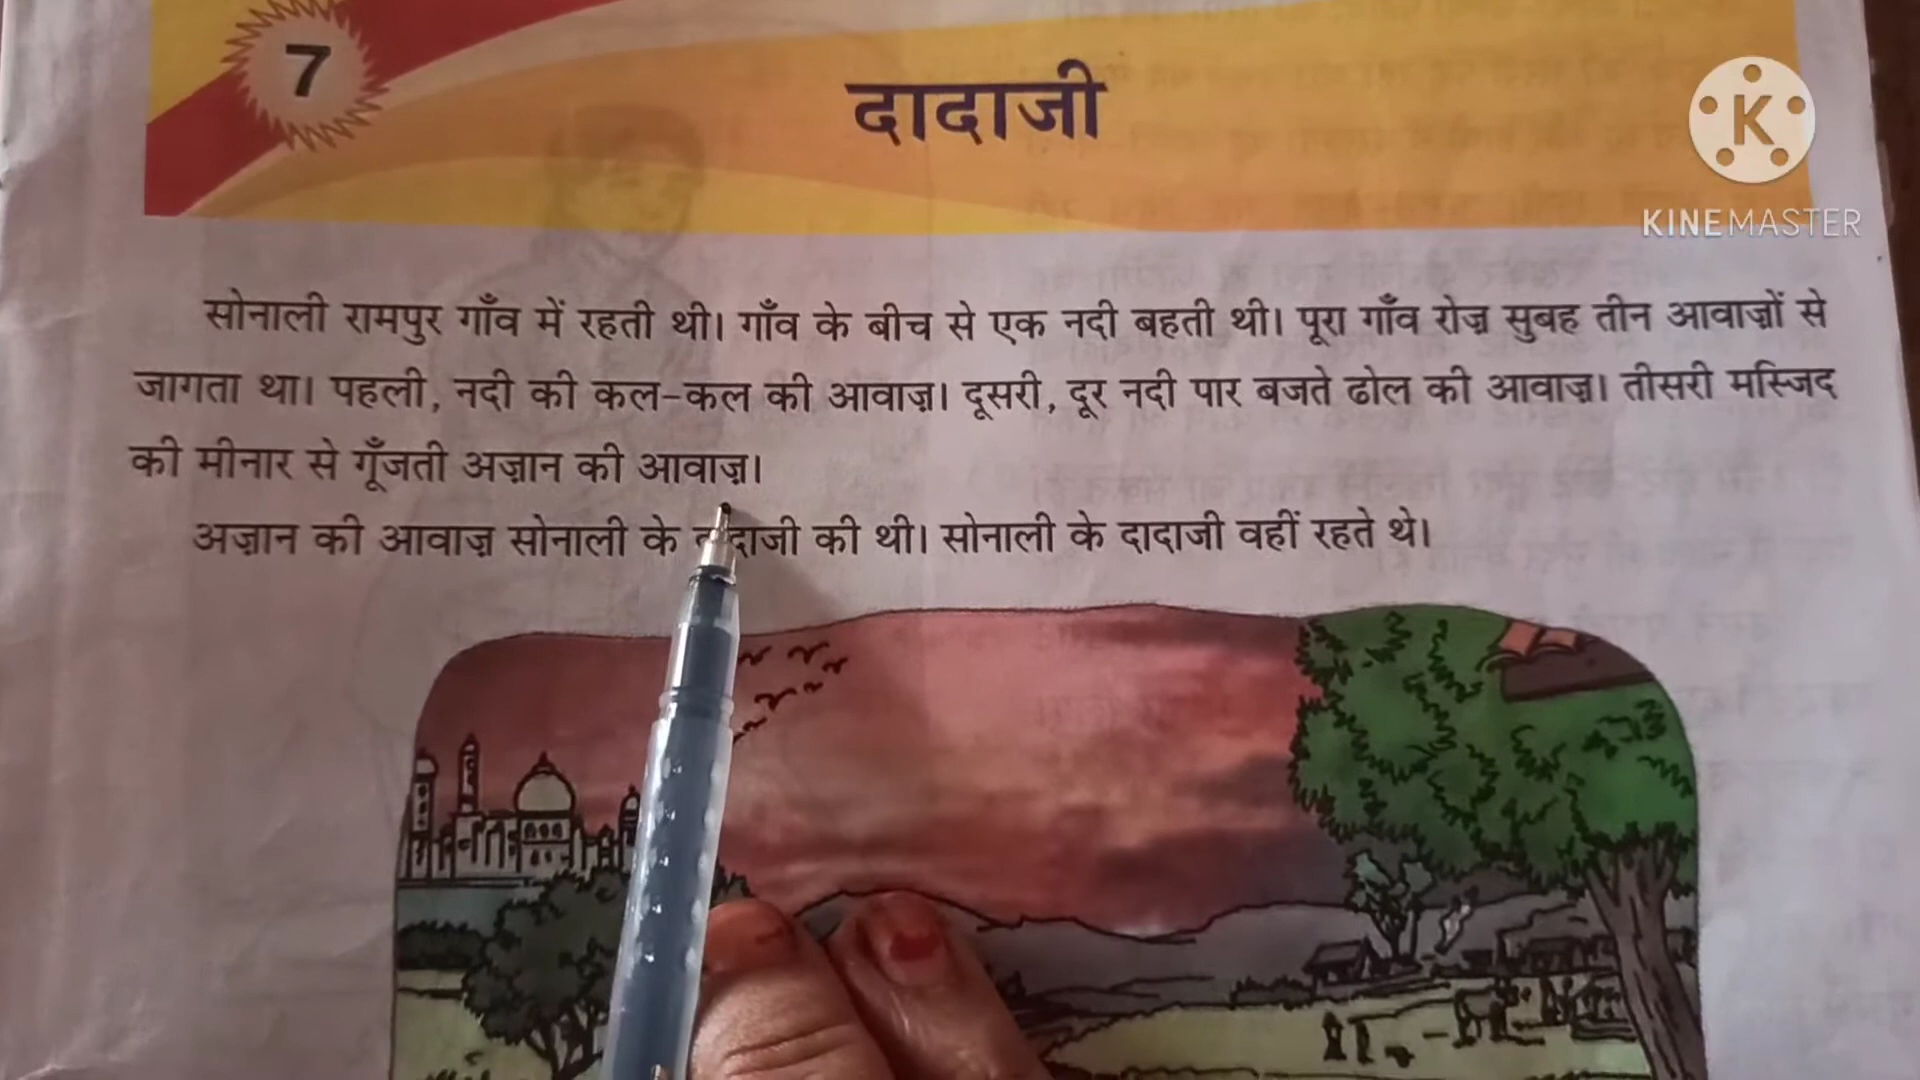 7
दादाजी
KINEMASTER
सोनाली रामपुर गाँव में रहती थी। गाँव के बीच से एक नदी बहती थी। पूरा गाँव रोज़ सुबह तीन आवाज़ों से
जागता था। पहली, नदी की कल-कल की आवाज़। दूसरी, दूर नदी पार बजते ढोल की आवाज़। तीसरी मस्जिद
की मीनार से गूँजती अज़ान की आवाज़।
अज़ान की आवाज़ सोनाली के दादाजी की थी। सोनाली के दादाजी वहीं रहते थे।